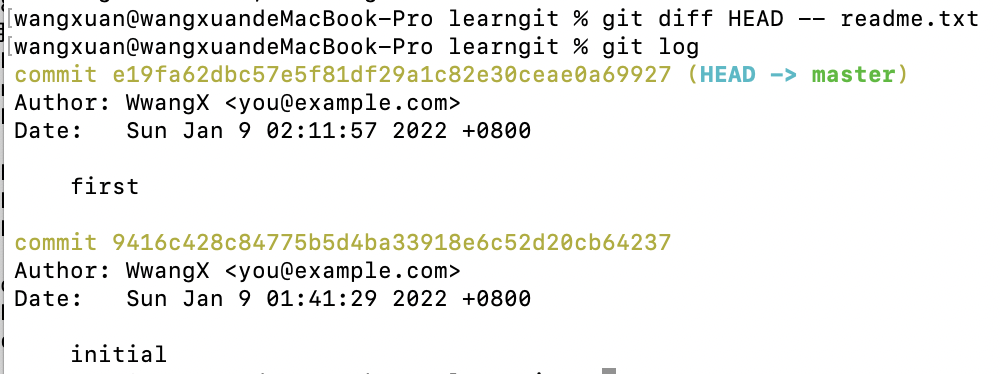 [wangxuan@wangxuandeMacBook-Pro learngit % git diff HEAD -- readme.txt
[wangxuan@wangxuandeMacBook-Pro learngit % git log
commit e19fa62dbc57e5f81df29a1c82e30ceae0a69927 (HEAD -> master)
Author: WwangX <you@example.com>
Date:   Sun Jan 9 02:11:57 2022 +0800
    first
commit 9416c428c84775b5d4ba33918e6c52d20cb64237
Author: WwangX <you@example.com>
Date:   Sun Jan 9 01:41:29 2022 +0800
    initial